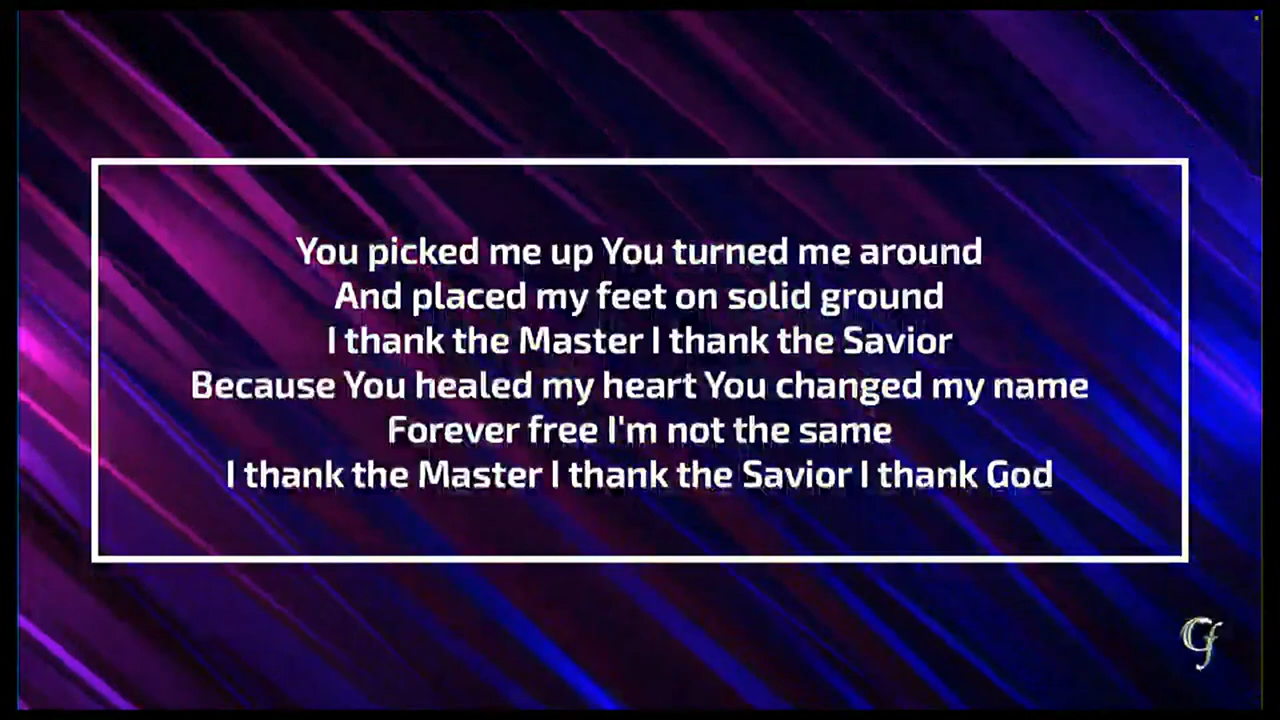 You picked me up You turned me around
And placed my feet on solid ground
I thank the Master I thank the Savior
Because You healed my heart You changed my name
Forever free I'm not the same
I thank the Master I thank the Savior I thank God
Cf